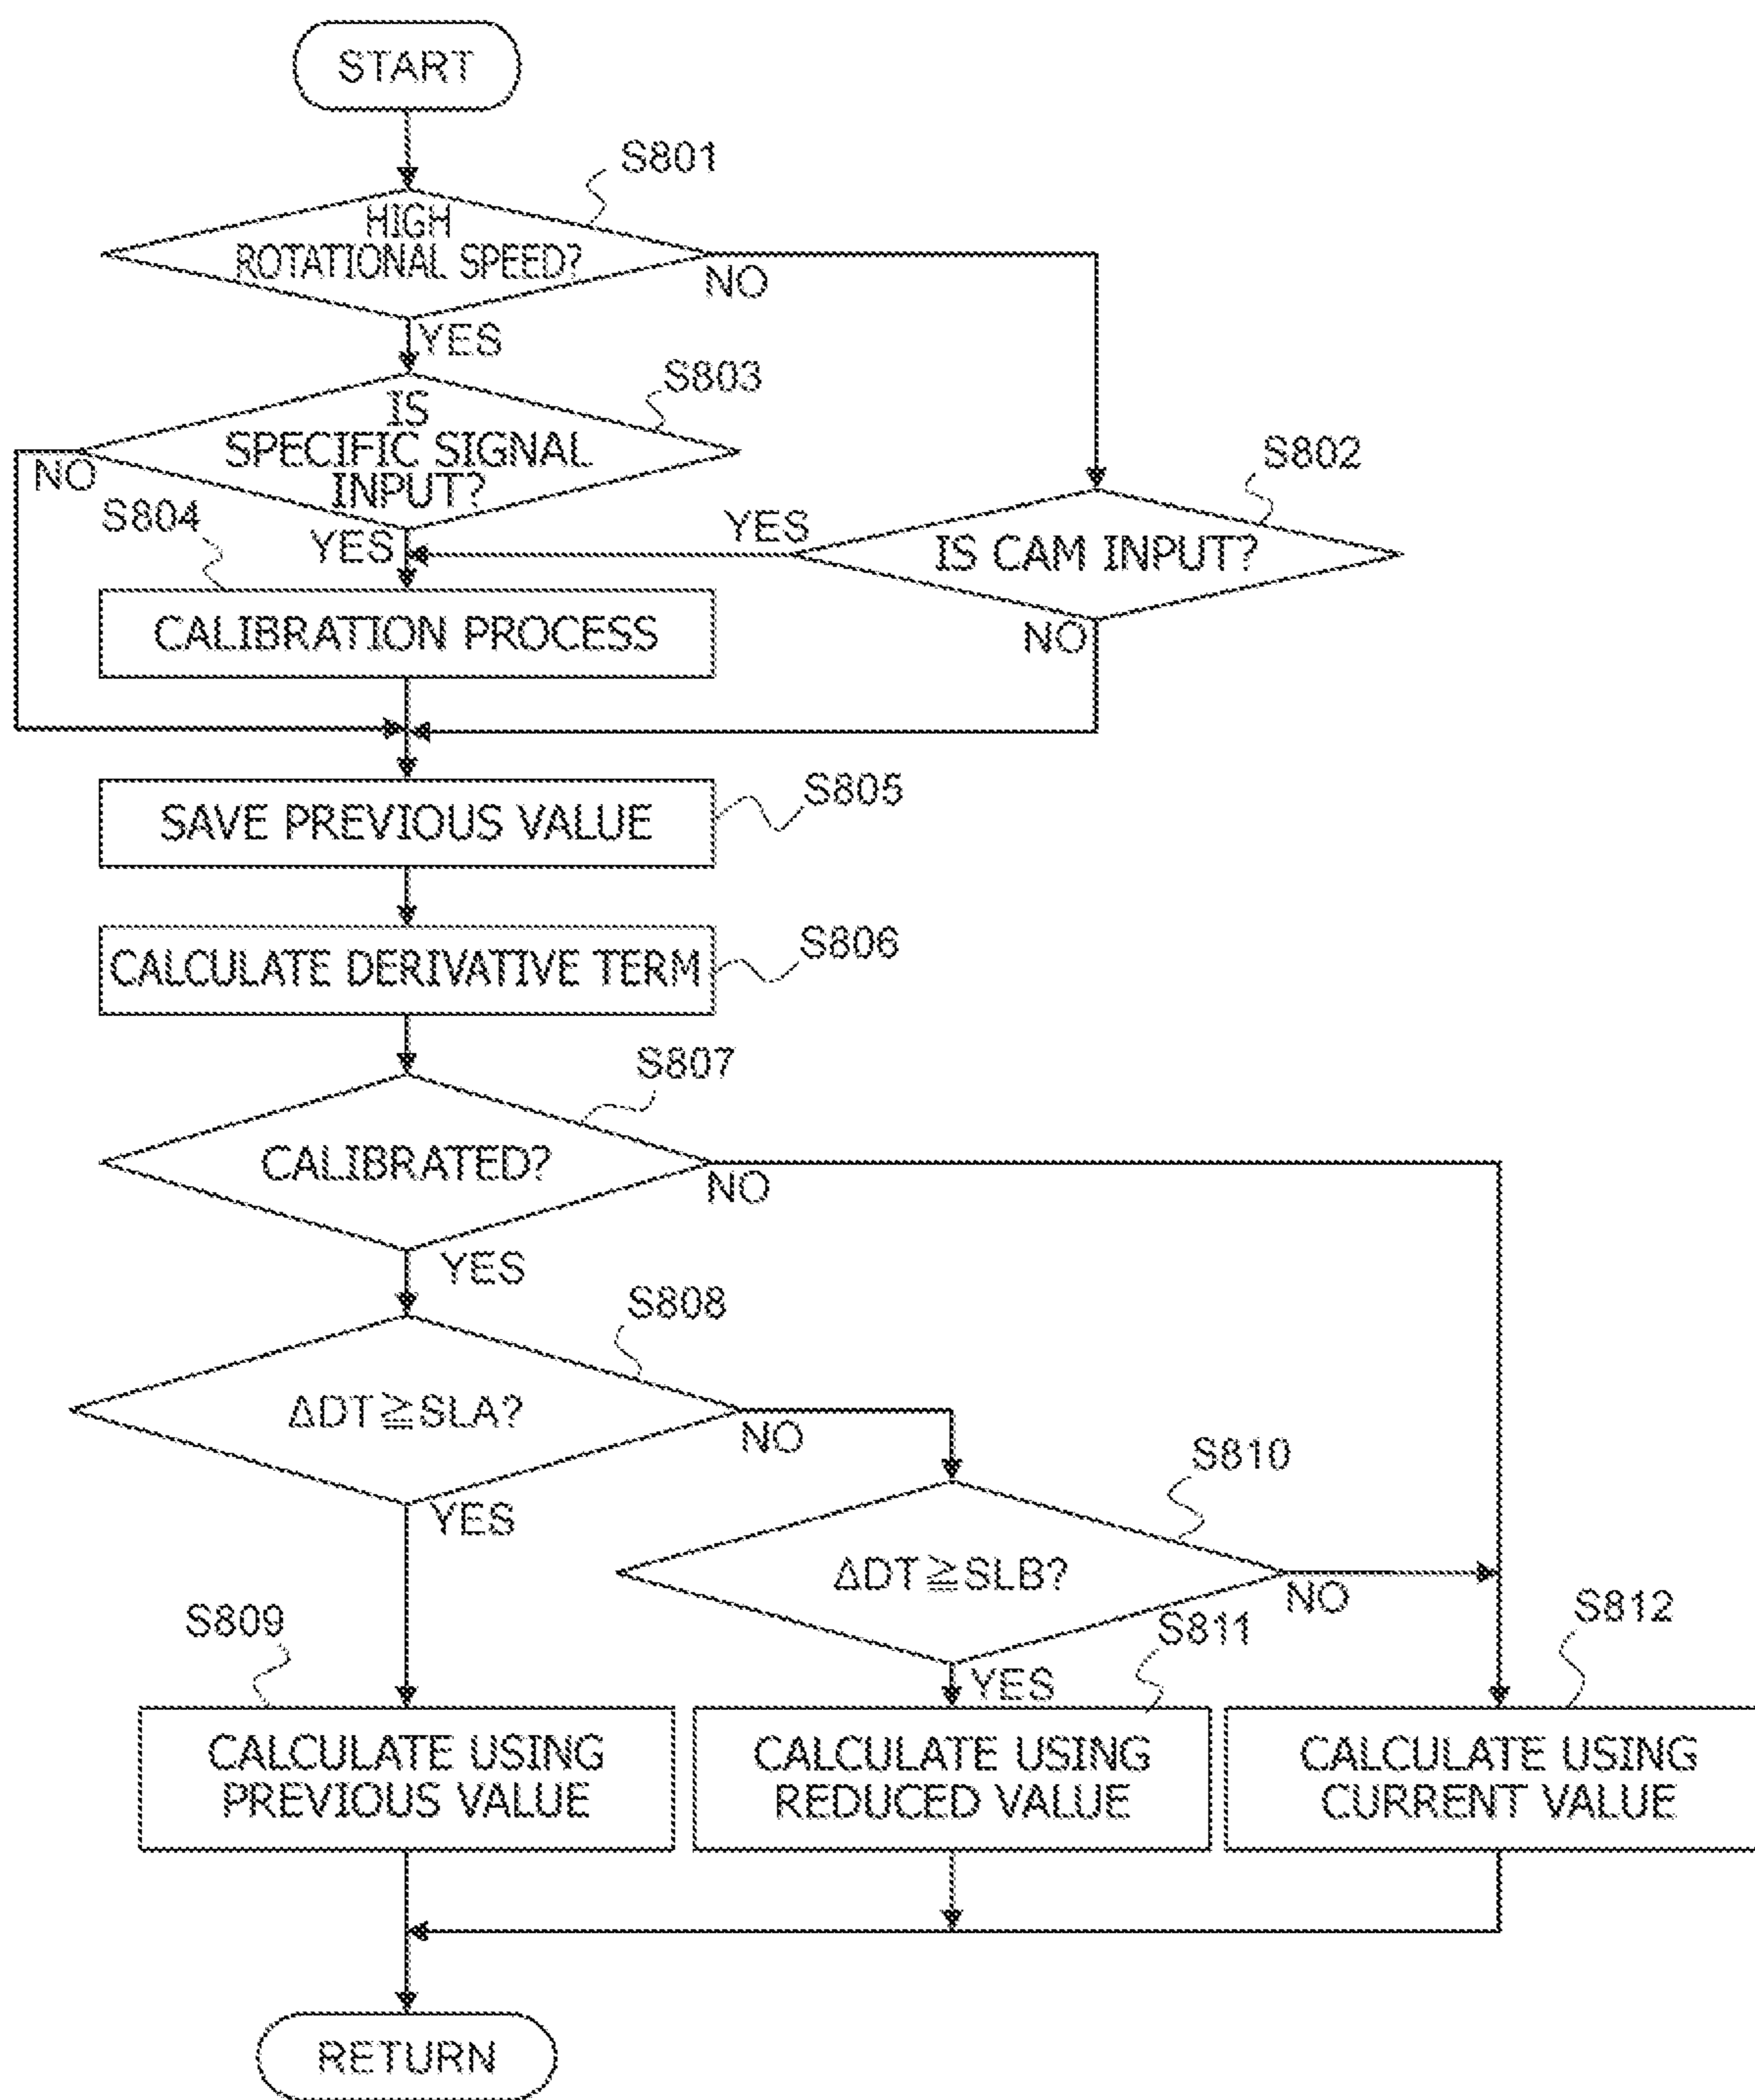 START
S801
HIGH
ROTATIONAL SPEED?
NO
YES
S803
IS
SPECIFIC SIGNAL
INPUT?
NO
S802
S804
YES
YES
IS CAM INPUT?
CALIBRATION PROCESS
NO
SAVE PREVIOUS VALUE
S805
CALCULATE DERIVATIVE TERM
S806
S807
CALIBRATED?
NO
YES
S808
ΔDT≧SLA?
NO
S810
YES
ΔDT≧SLB?
NO
S809
S811
S812
YES
CALCULATE USING
PREVIOUS VALUE
CALCULATE USING
REDUCED VALUE
CALCULATE USING
CURRENT VALUE
RETURN